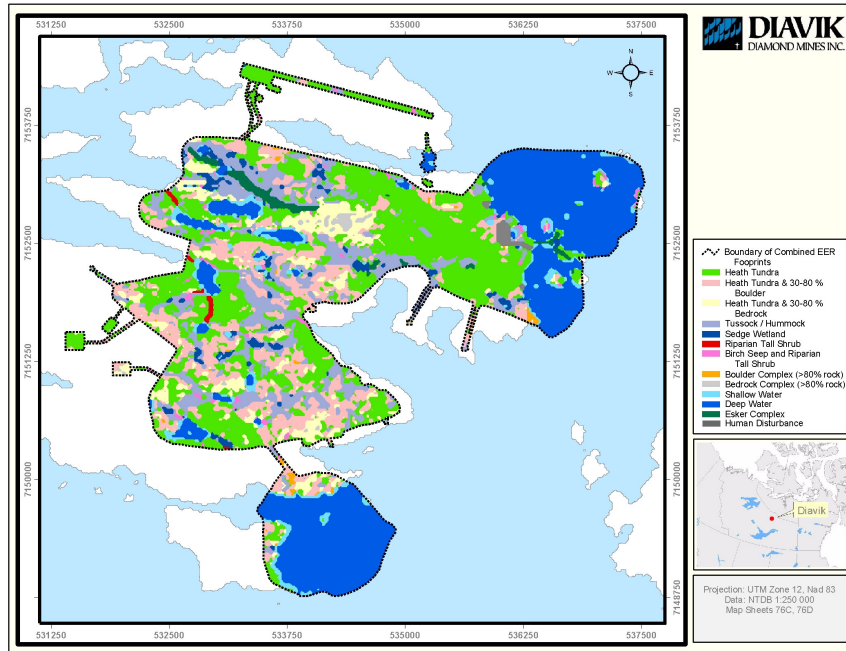 531250 532500 533750 535000 536250 537500
DIAVIK
DIAMOND MINES INC.
N
W E
S
7153750 7153750
7152500 7152500
7151250 7151250
7150000 7150000
7148750 7148750
531250 532500 533750 535000 536250 537500
Boundary of Combined EER
Fooprints
Heath Tundra
Heath Tundra & 30-80 %
Boulder
Heath Tundra & 30-80 %
Bedrock
Tussock / Hummock
Sedge Wetland
Riparian Tall Shrub
Birch Seep and Riparian
Tall Shrub
Boulder Complex (>80% rock)
Bedrock Complex (>80% rock)
Shallow Water
Deep Water
Esker Complex
Human Disturbance
Diavik
Projection: UTM Zone 12, Nad 83
Data: NTDB 1:250 000
Map Sheets 76C, 76D